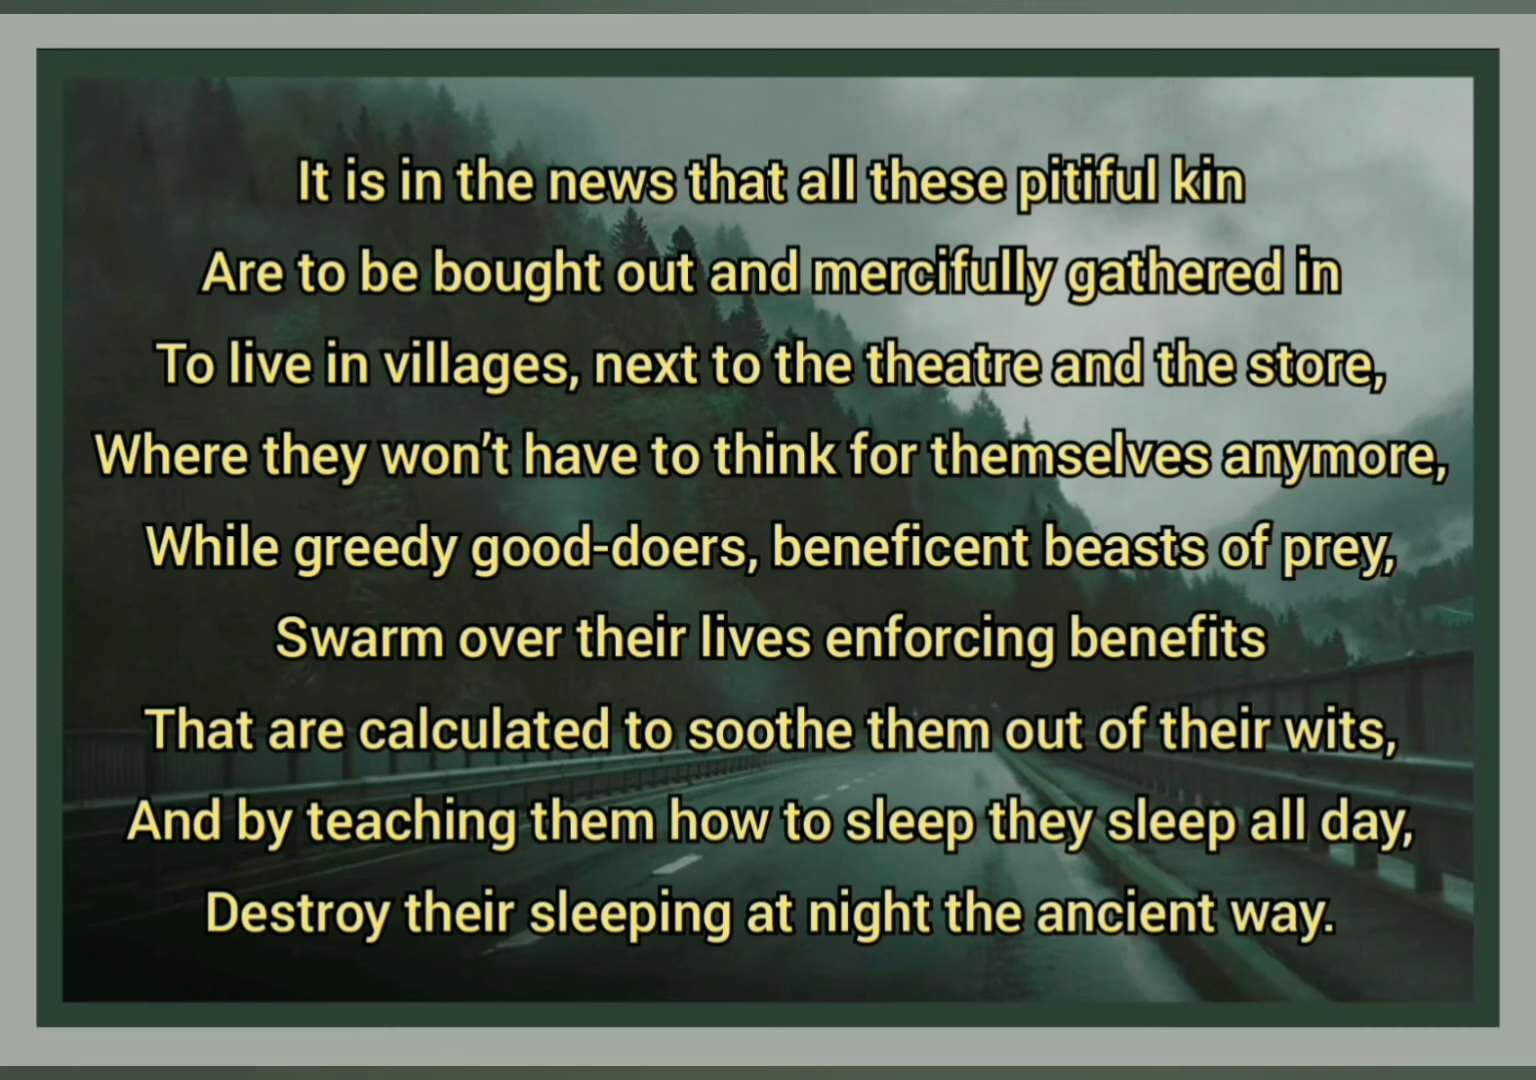 It is in the news that all these pitiful kin
Are to be bought out and mercifully gathered in
To live in villages, next to the theatre and the store,
Where they won’t have to think for themselves anymore,
While greedy good-doers, beneficent beasts of prey,
Swarm over their lives enforcing benefits
That are calculated to soothe them out of their wits,
And by teaching them how to sleep they sleep all day,
Destroy their sleeping at night the ancient way.